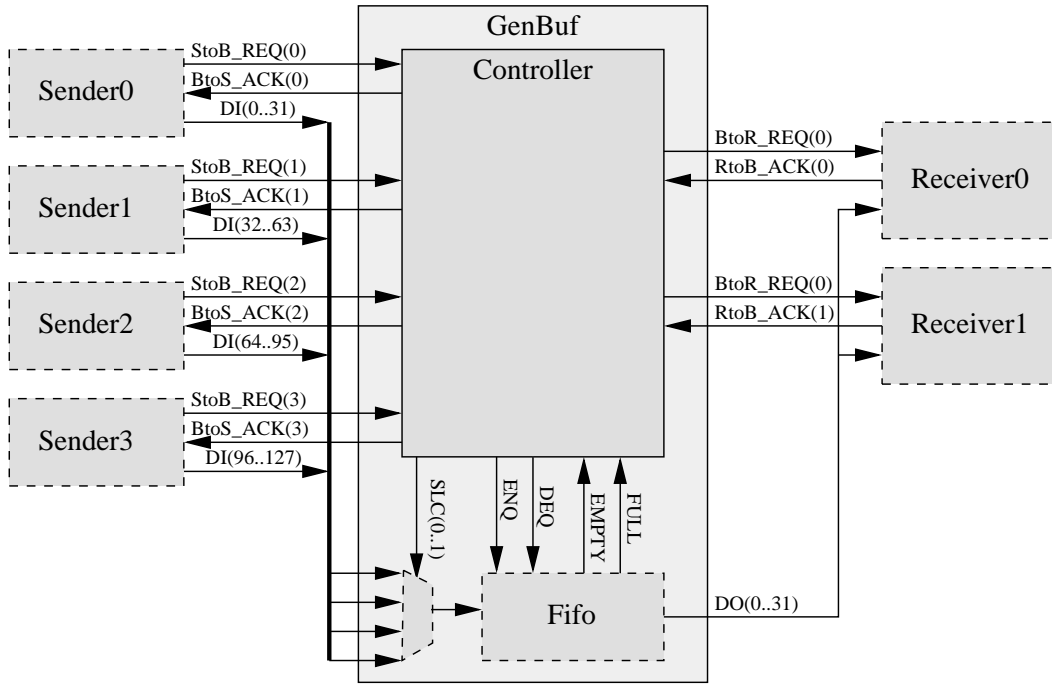 GenBuf
Controller
Sender0
StoB_REQ(0)
BtoS_ACK(0)
DI(0..31)
Sender1
StoB_REQ(1)
BtoS_ACK(1)
DI(32..63)
Sender2
StoB_REQ(2)
BtoS_ACK(2)
DI(64..95)
Sender3
StoB_REQ(3)
BtoS_ACK(3)
DI(96..127)
BtoR_REQ(0)
RtoB_ACK(0)
Receiver0
BtoR_REQ(0)
RtoB_ACK(1)
Receiver1
SLC(0..1)
ENQ
DEQ
EMPTY
FULL
Fifo
DO(0..31)